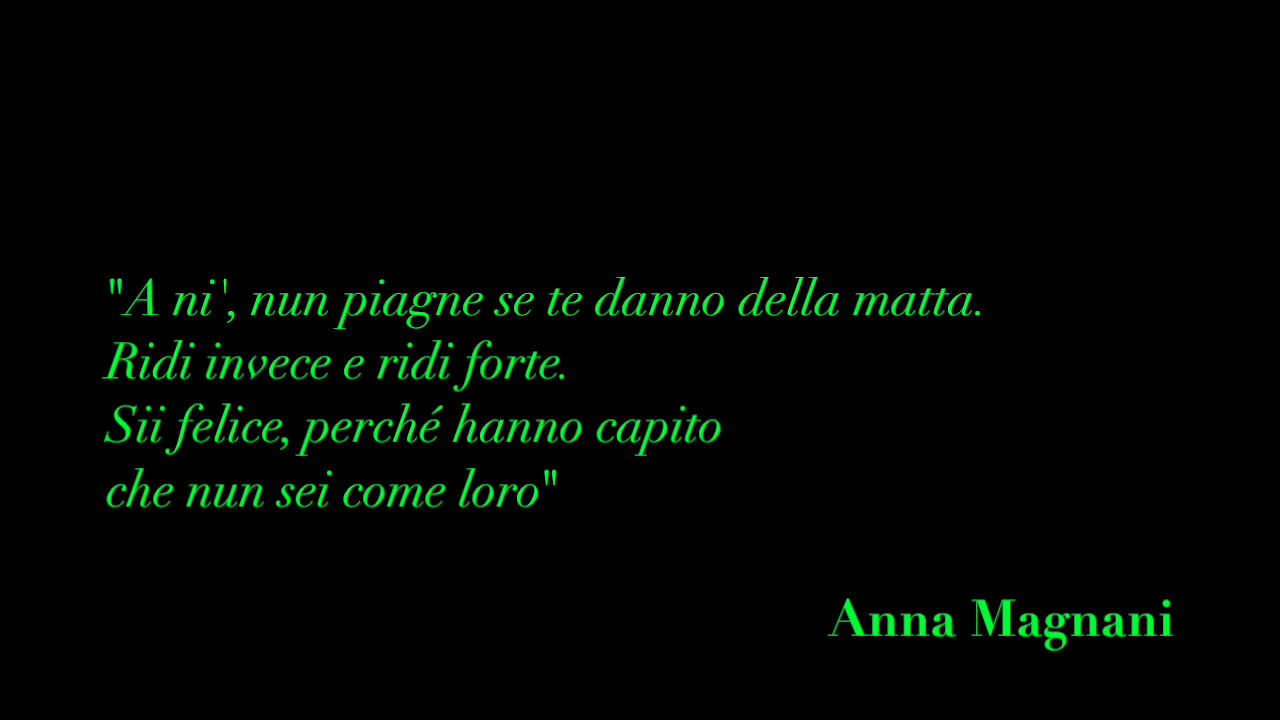 "A ni', nun piagne se te danno della matta.
Ridi invece e ridi forte.
Sii felice, perché hanno capito
che nun sei come loro"
Anna Magnani